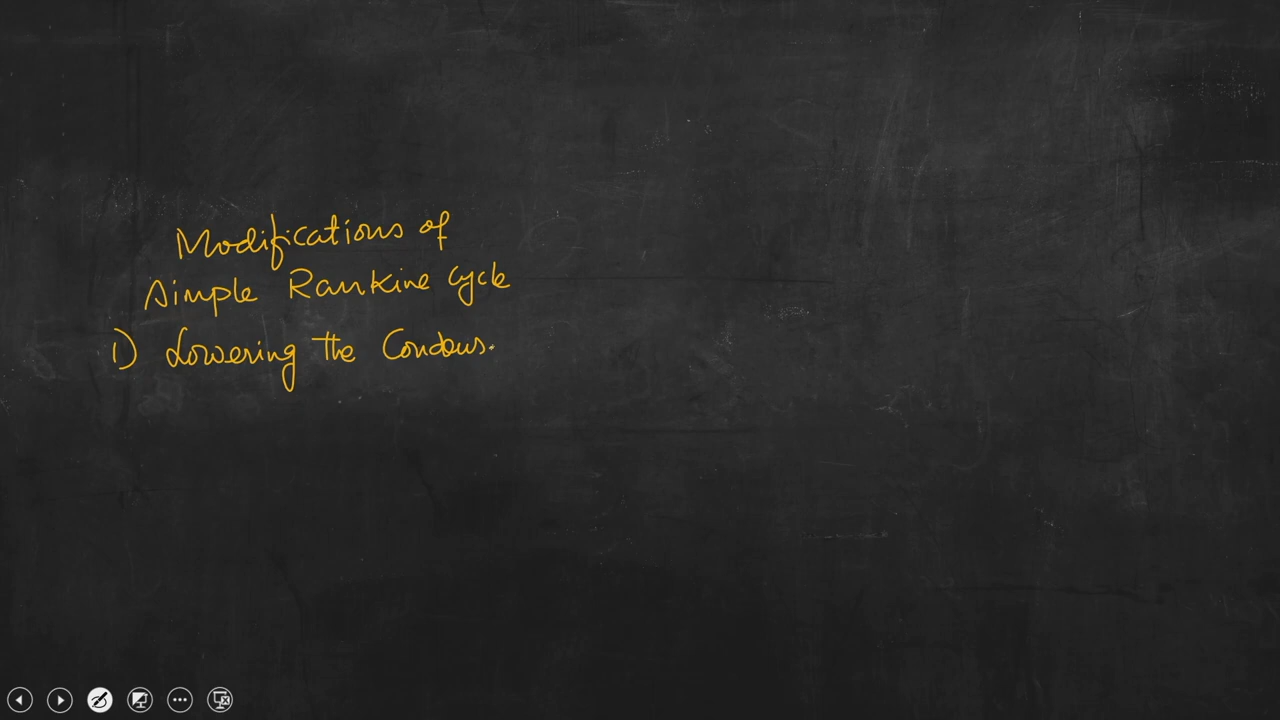 Modifications of
Simple Rankine cycle
1) Lowering the Condens.